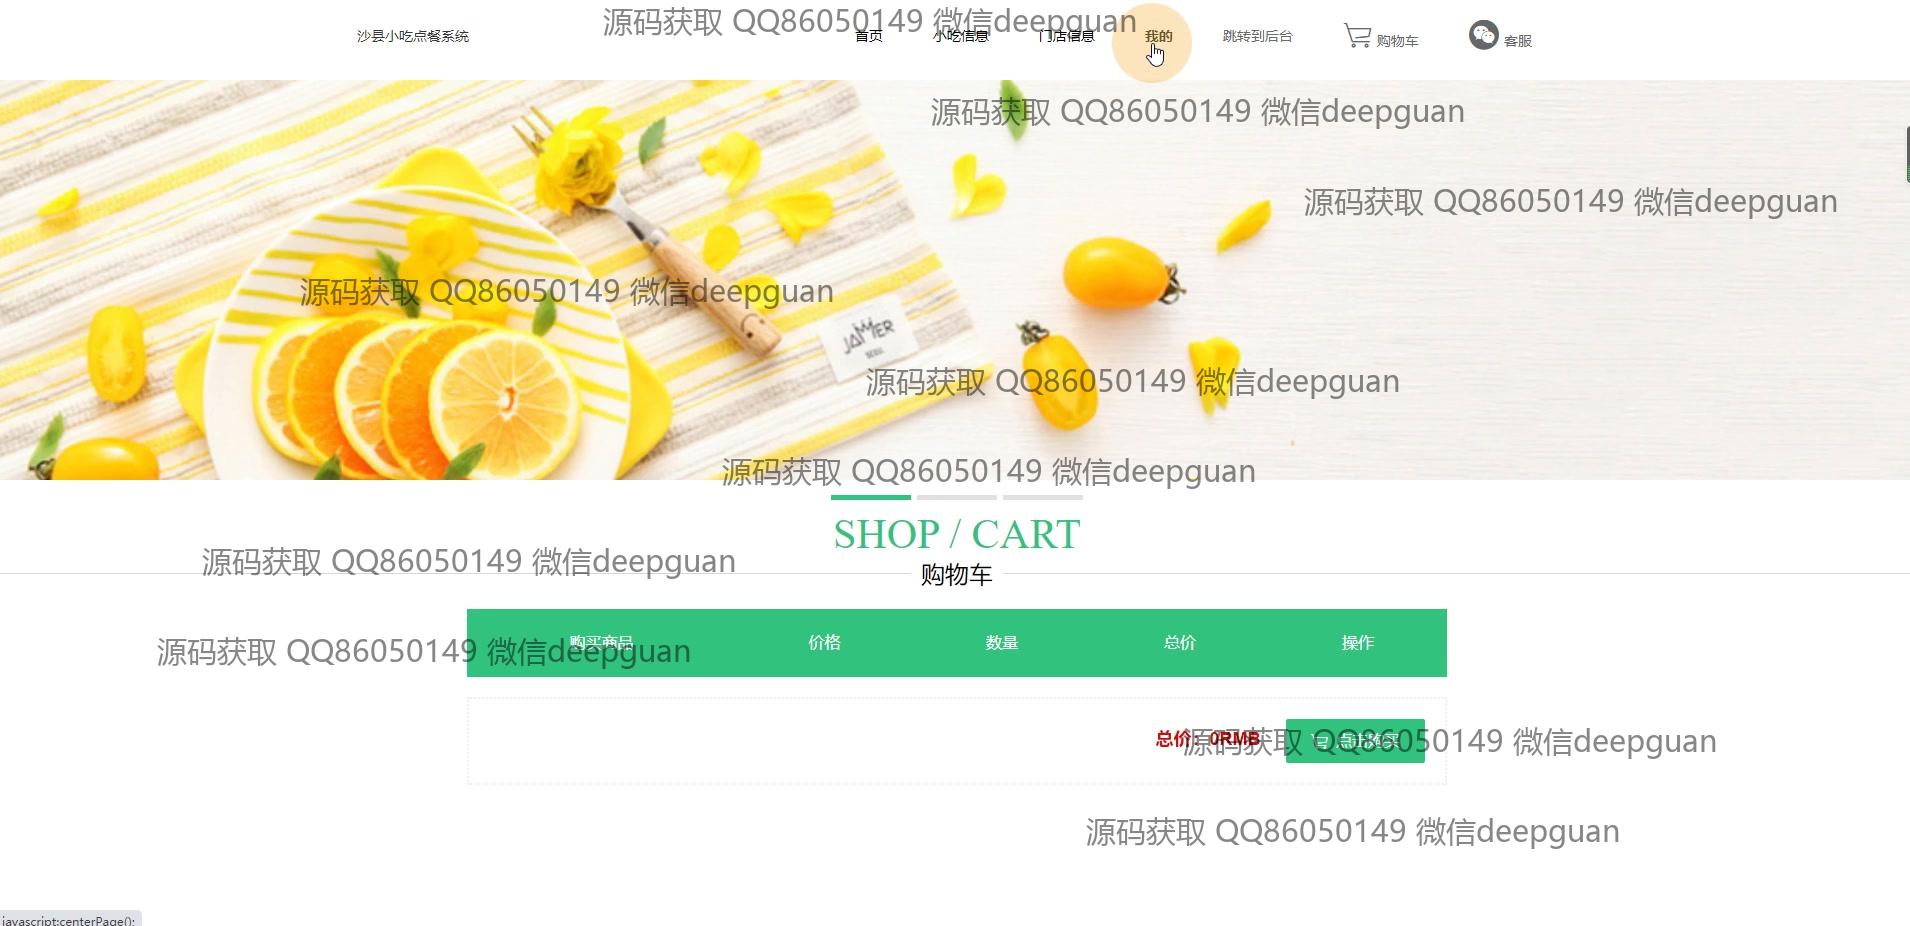 沙县小吃点餐系统
首页
小吃信息
门店信息
我的
跳转到后台
购物车
客服
源码获取 QQ86050149 微信deepguan
源码获取 QQ86050149 微信deepguan
源码获取 QQ86050149 微信deepguan
源码获取 QQ86050149 微信deepguan
JAMMIER
SEOUL
源码获取 QQ86050149 微信deepguan
源码获取 QQ86050149 微信deepguan
SHOP / CART
源码获取 QQ86050149 微信deepguan
购物车
购买商品
价格
数量
总价
操作
源码获取 QQ86050149 微信deepguan
总价：0RMB
点击购买
源码获取 QQ86050149 微信deepguan
源码获取 QQ86050149 微信deepguan
javascript:centerPage();